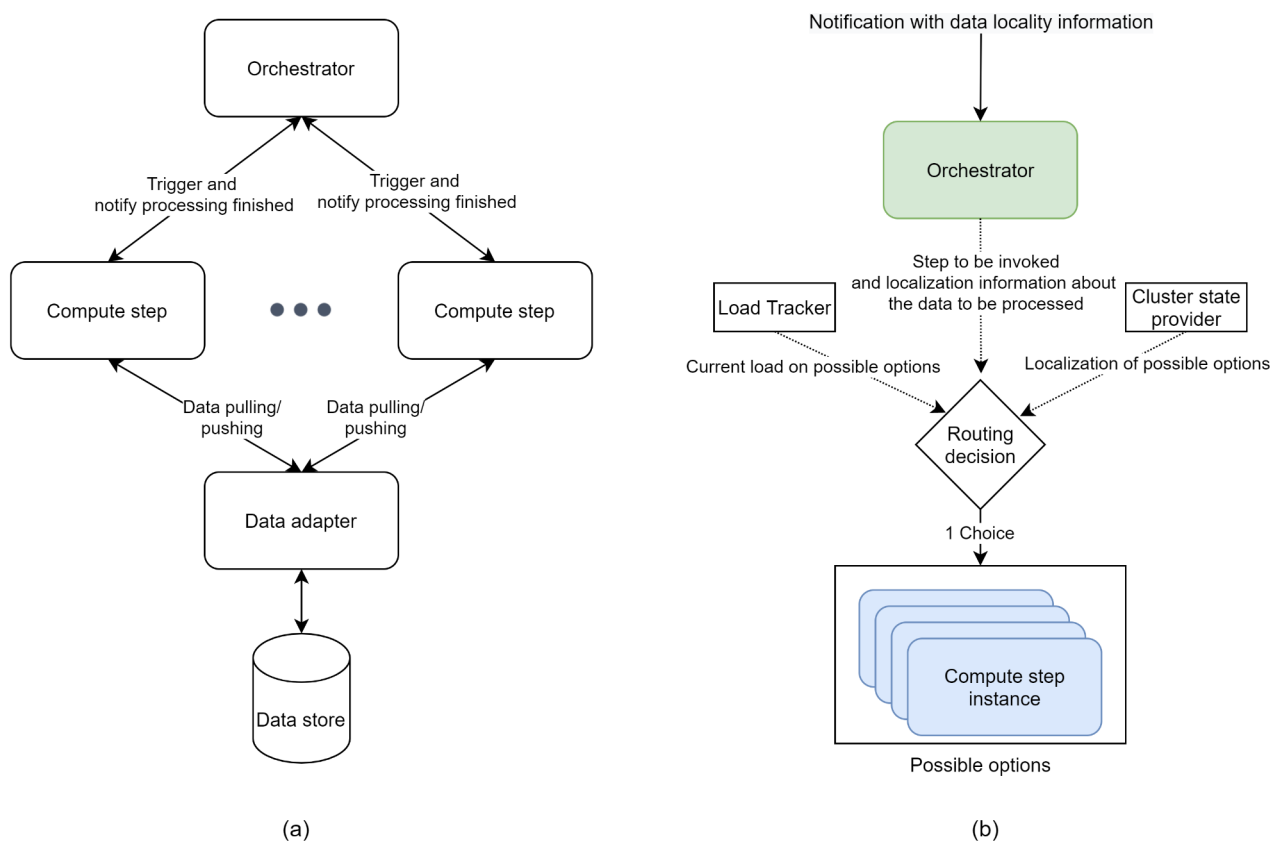 Orchestrator
Trigger and
notify processing finished
Trigger and
notify processing finished
Compute step
Compute step
Data pulling/
pushing
Data pulling/
pushing
Data adapter
Data store
(a)
Notification with data locality information
Orchestrator
Step to be invoked
and localization information about
the data to be processed
Load Tracker
Cluster state
provider
Current load on possible options
Localization of possible options
Routing
decision
1 Choice
Compute step
instance
Possible options
(b)